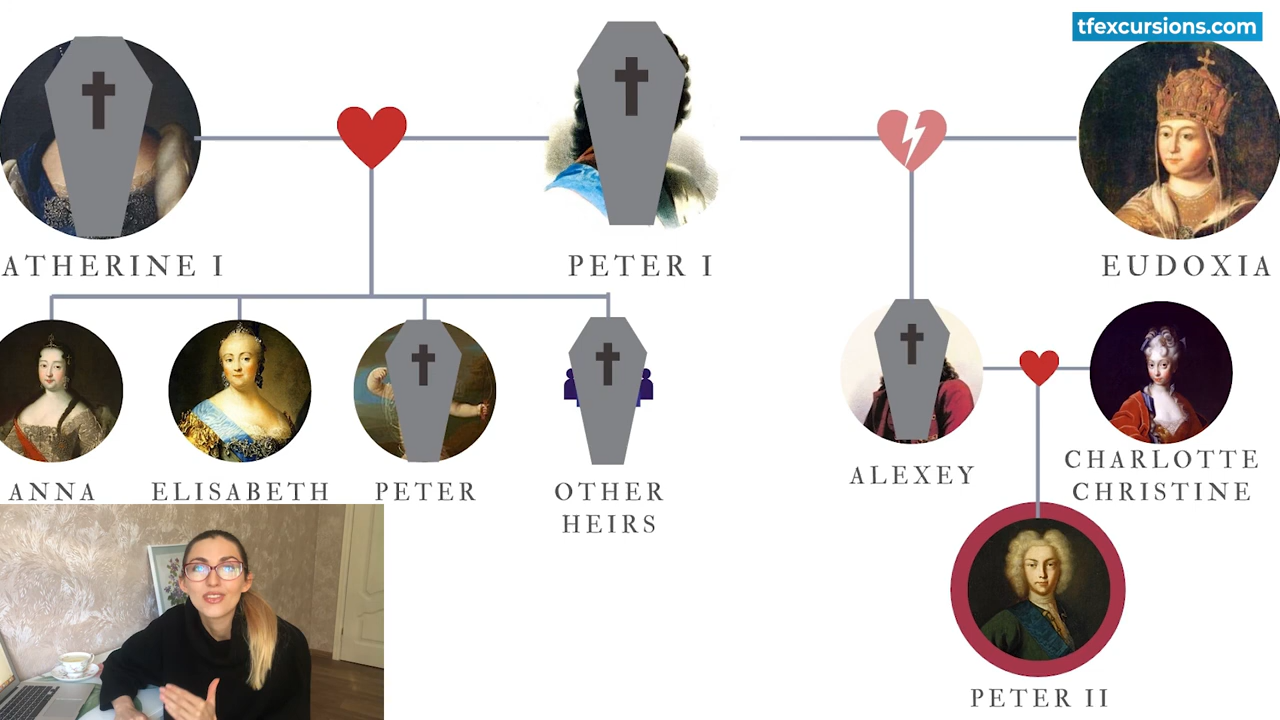 tfexcursions.com
ATHERINE I
PETER I
EUDOXIA
ANNA
ELISABETH
PETER
OTHER
HEIRS
ALEXEY
CHARLOTTE
CHRISTINE
PETER II